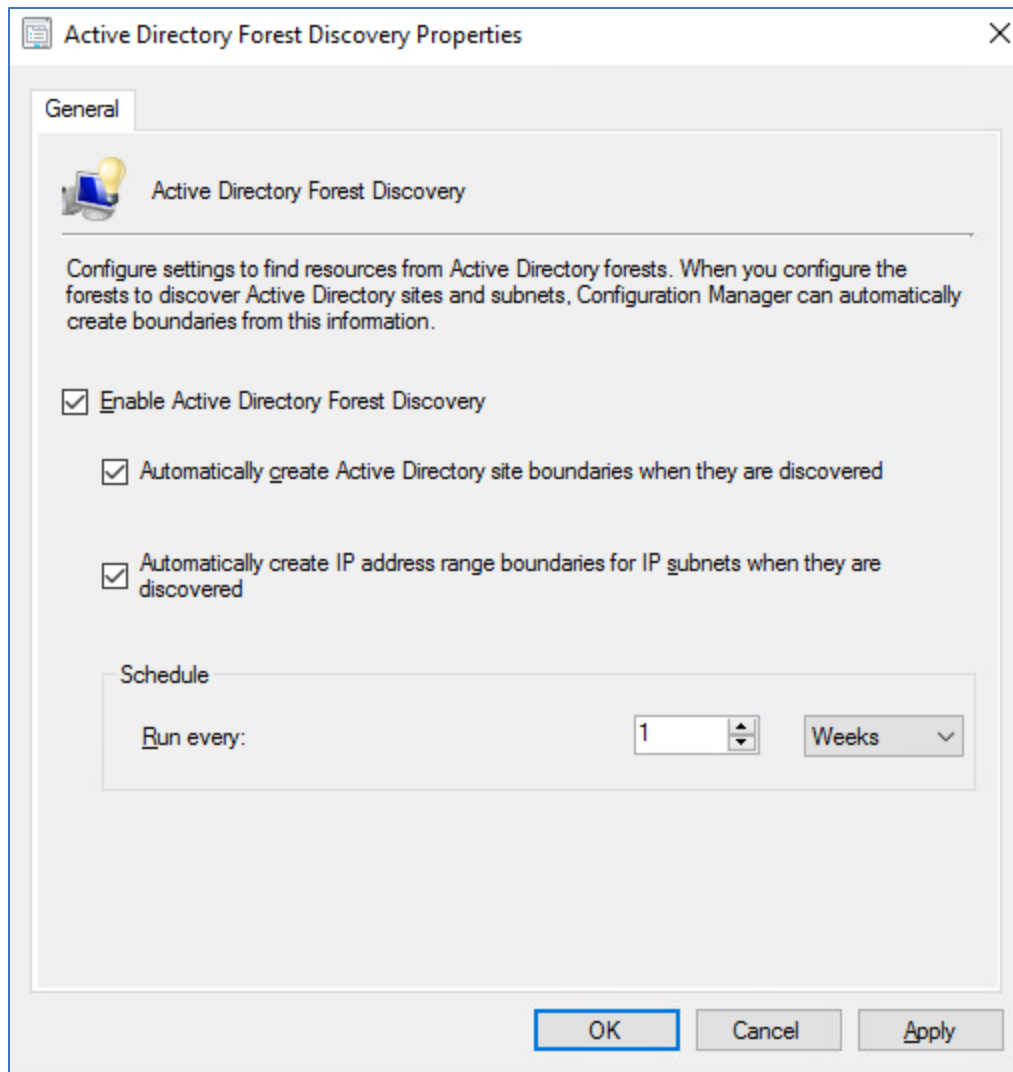 Active Directory Forest Discovery Properties
General
Active Directory Forest Discovery
Configure settings to find resources from Active Directory forests. When you configure the
forests to discover Active Directory sites and subnets, Configuration Manager can automatically
create boundaries from this information.
Enable Active Directory Forest Discovery
Automatically create Active Directory site boundaries when they are discovered
Automatically create IP address range boundaries for IP subnets when they are
discovered
Schedule
Run every: 1 Weeks
OK Cancel Apply